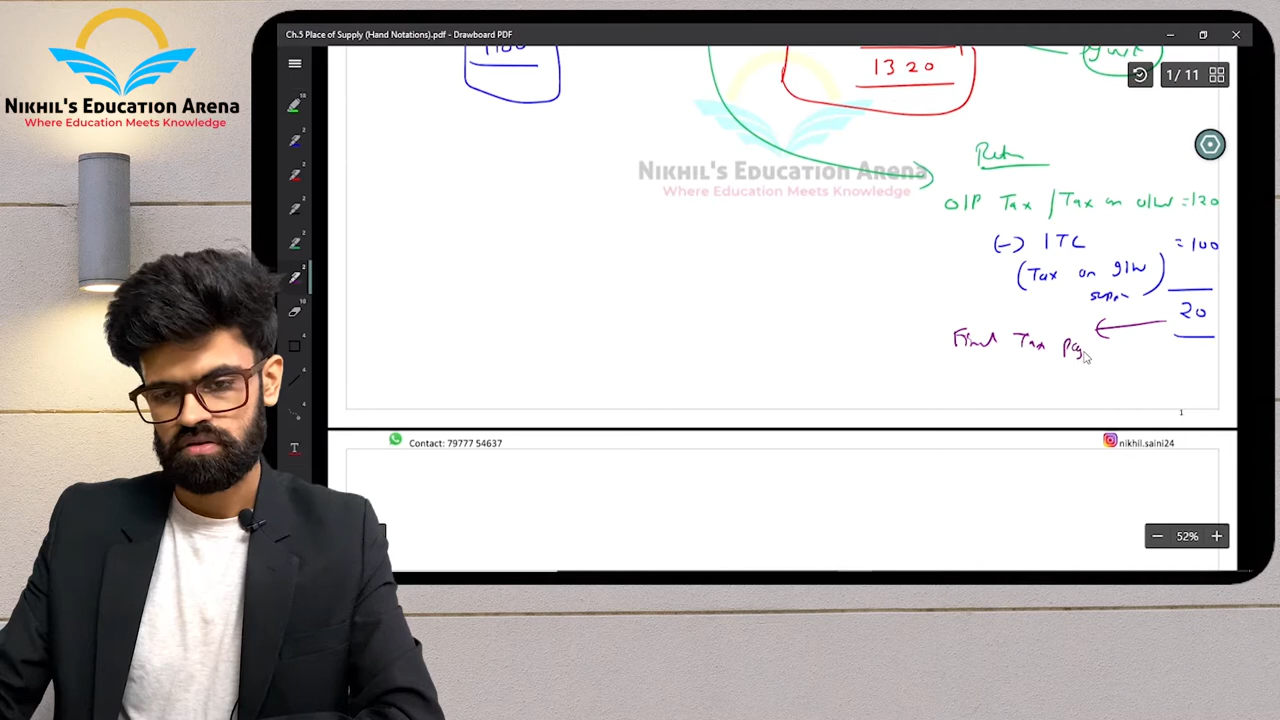 NIKHIL'S EDUCATION ARENA
Where Education Meets Knowledge
Ch.5 Place of Supply (Hand Notations).pdf - Drawboard PDF
1320
1 / 11
NIKHIL'S EDUCATION ARENA
Where Education Meets Knowledge
O/P Tax / Tax on o/w = 120
(-) ITC = 100
(Tax on g/w
20
Final Tax pay
1
Contact: 79777 54637
nikhil.saini24
52%